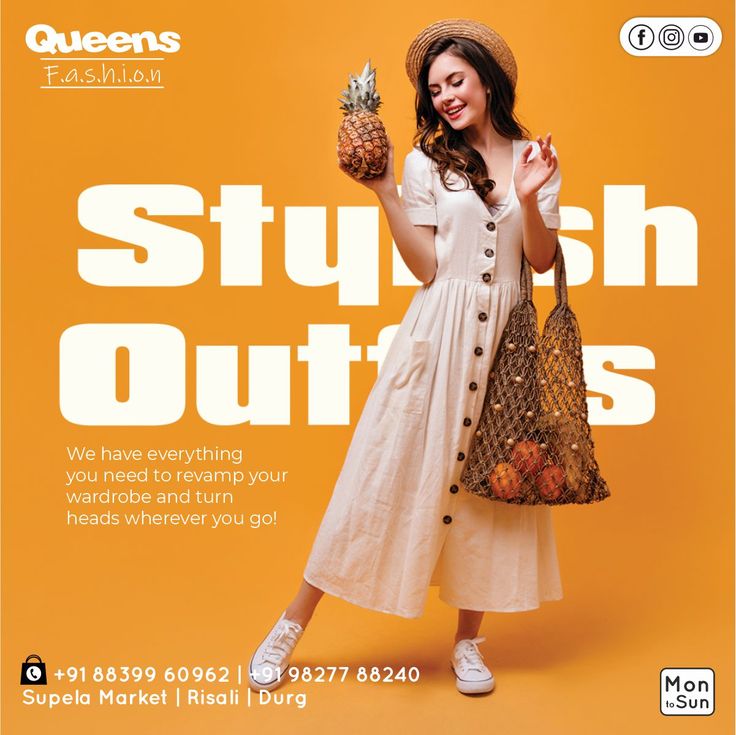 Queens
F.a.s.h.i.o.n
Stylish
Outfits
We have everything
you need to revamp your
wardrobe and turn
heads wherever you go!
+91 88399 60962 | +91 98277 88240
Supela Market | Risali | Durg
Mon
to Sun